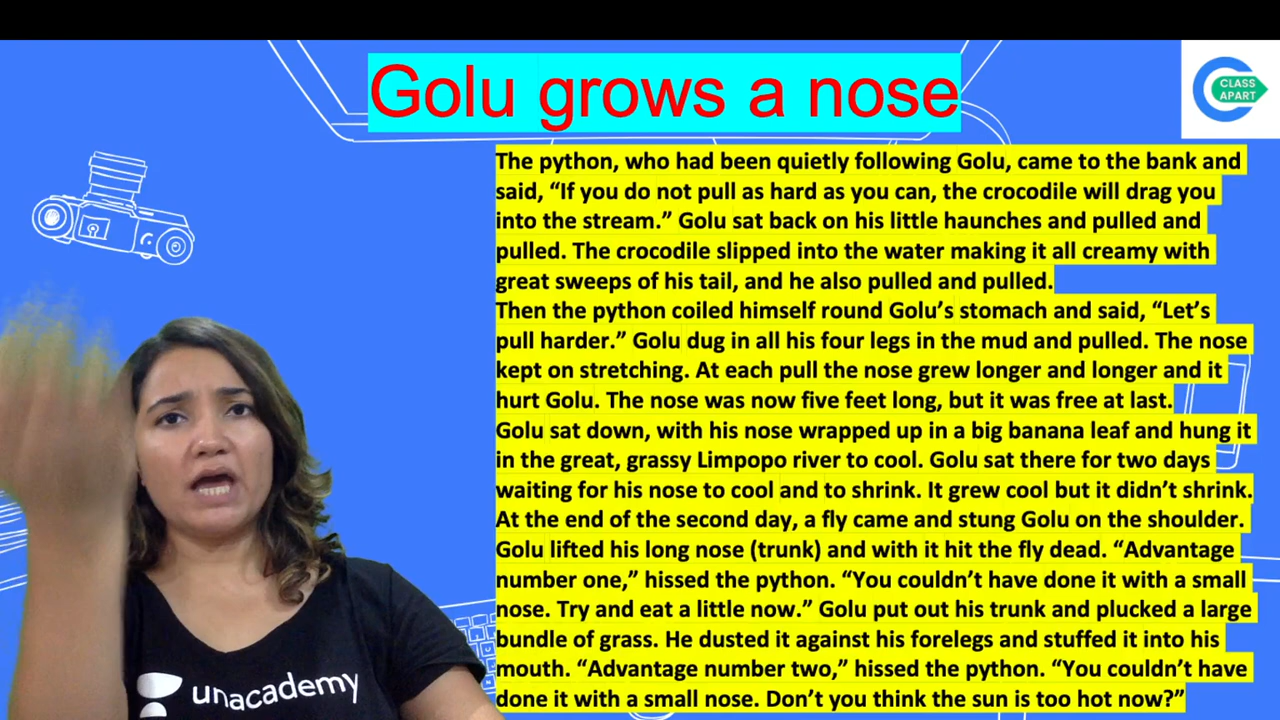 Golu grows a nose
CLASS
APART
The python, who had been quietly following Golu, came to the bank and
said, “If you do not pull as hard as you can, the crocodile will drag you
into the stream.” Golu sat back on his little haunches and pulled and
pulled. The crocodile slipped into the water making it all creamy with
great sweeps of his tail, and he also pulled and pulled.
Then the python coiled himself round Golu’s stomach and said, “Let’s
pull harder.” Golu dug in all his four legs in the mud and pulled. The nose
kept on stretching. At each pull the nose grew longer and longer and it
hurt Golu. The nose was now five feet long, but it was free at last.
Golu sat down, with his nose wrapped up in a big banana leaf and hung it
in the great, grassy Limpopo river to cool. Golu sat there for two days
waiting for his nose to cool and to shrink. It grew cool but it didn’t shrink.
At the end of the second day, a fly came and stung Golu on the shoulder.
Golu lifted his long nose (trunk) and with it hit the fly dead. “Advantage
number one,” hissed the python. “You couldn’t have done it with a small
nose. Try and eat a little now.” Golu put out his trunk and plucked a large
bundle of grass. He dusted it against his forelegs and stuffed it into his
mouth. “Advantage number two,” hissed the python. “You couldn’t have
done it with a small nose. Don’t you think the sun is too hot now?”
unacademy